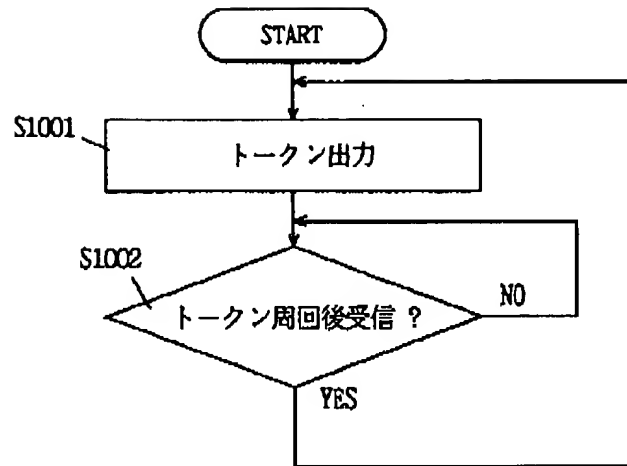 START
S1001
トークン出力
S1002
トークン周回後受信 ?
NO
YES